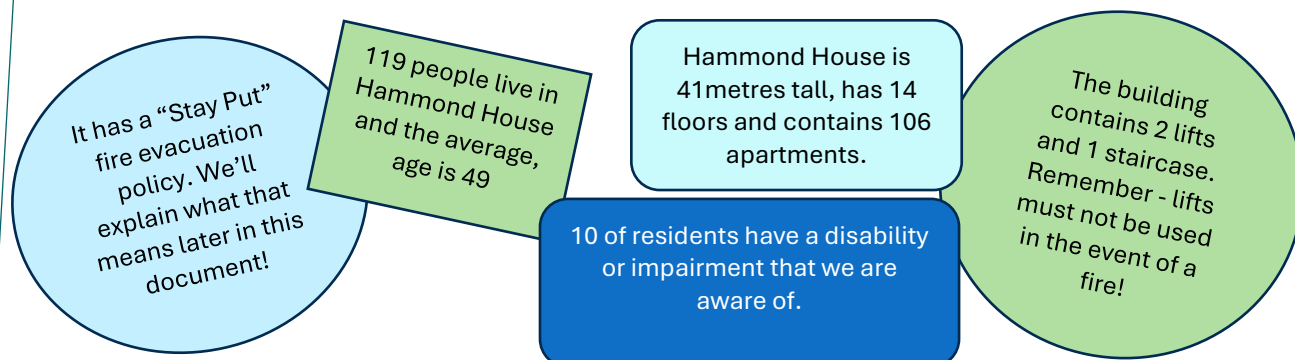 It has a “Stay Put”
fire evacuation
policy. We’ll
explain what that
means later in this
document!
119 people live in
Hammond House
and the average,
age is 49
Hammond House is
41metres tall, has 14
floors and contains 106
apartments.
10 of residents have a disability
or impairment that we are
aware of.
The building
contains 2 lifts
and 1 staircase.
Remember - lifts
must not be used
in the event of a
fire!